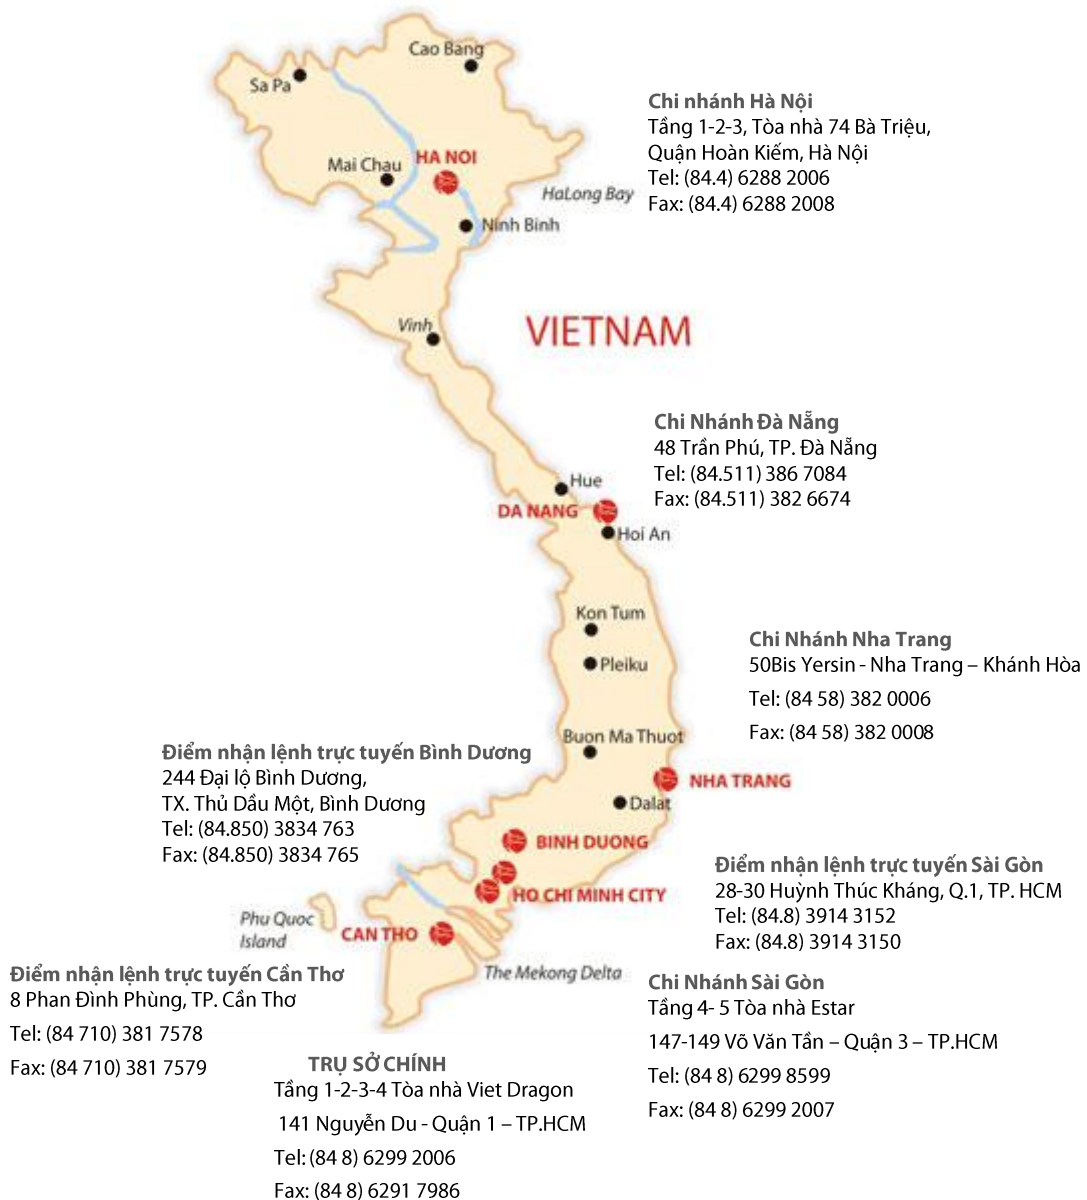 Cao Bang
Sa Pa
Chi nhánh Hà Nội
Tầng 1-2-3, Tòa nhà 74 Bà Triệu,
Quận Hoàn Kiếm, Hà Nội
Tel: (84.4) 6288 2006
Fax: (84.4) 6288 2008
Mai Chau
HA NOI
HaLong Bay
Ninh Binh
Vinh
VIETNAM
Chi Nhánh Đà Nẵng
48 Trần Phú, TP. Đà Nẵng
Tel: (84.511) 386 7084
Fax: (84.511) 382 6674
Hue
DA NANG
Hoi An
Kon Tum
Pleiku
Chi Nhánh Nha Trang
50Bis Yersin - Nha Trang – Khánh Hòa
Tel: (84 58) 382 0006
Fax: (84 58) 382 0008
Buon Ma Thuot
Điểm nhận lệnh trực tuyến Bình Dương
244 Đại lộ Bình Dương,
TX. Thủ Dầu Một, Bình Dương
Tel: (84.850) 3834 763
Fax: (84.850) 3834 765
NHA TRANG
Dalat
BINH DUONG
HO CHI MINH CITY
Điểm nhận lệnh trực tuyến Sài Gòn
28-30 Huỳnh Thúc Kháng, Q.1, TP. HCM
Tel: (84.8) 3914 3152
Fax: (84.8) 3914 3150
Phu Quoc
Island
CAN THO
The Mekong Delta
Điểm nhận lệnh trực tuyến Cần Thơ
8 Phan Đình Phùng, TP. Cần Thơ
Tel: (84 710) 381 7578
Fax: (84 710) 381 7579
Chi Nhánh Sài Gòn
Tầng 4- 5 Tòa nhà Estar
147-149 Võ Văn Tần – Quận 3 – TP.HCM
Tel: (84 8) 6299 8599
Fax: (84 8) 6299 2007
TRỤ SỞ CHÍNH
Tầng 1-2-3-4 Tòa nhà Viet Dragon
141 Nguyễn Du - Quận 1 – TP.HCM
Tel: (84 8) 6299 2006
Fax: (84 8) 6291 7986